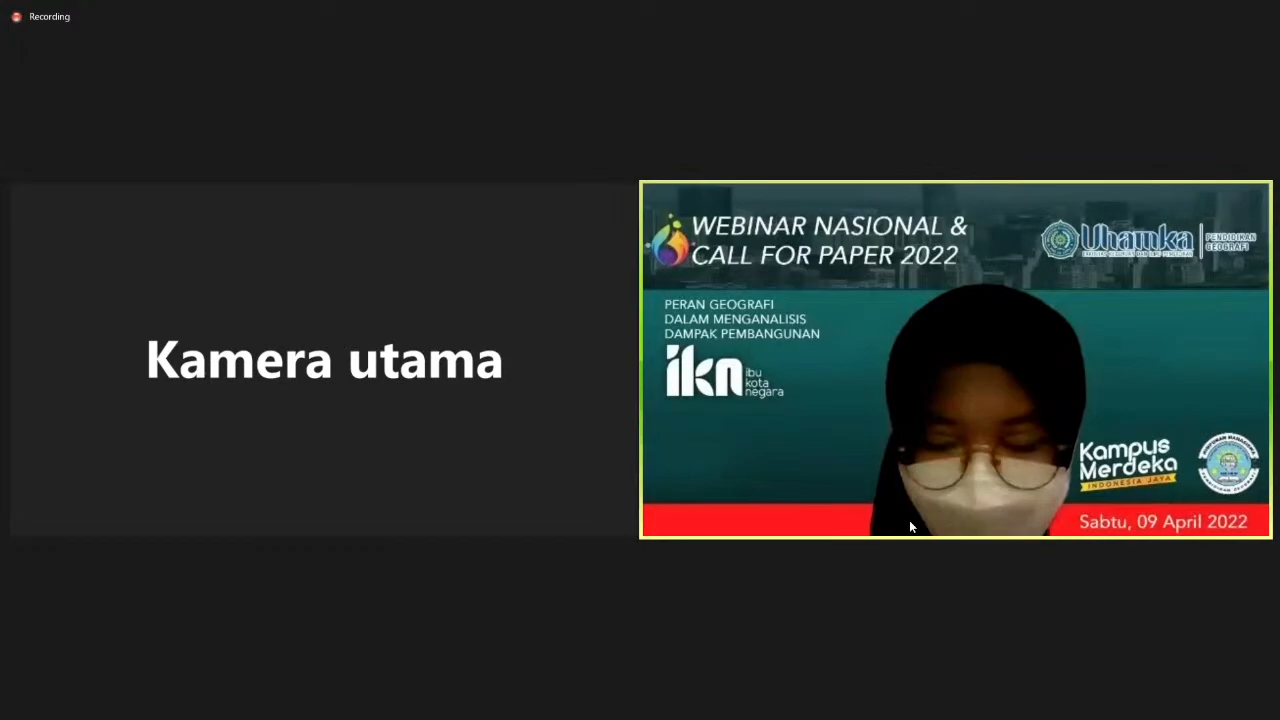 Recording
Kamera utama
WEBINAR NASIONAL &
CALL FOR PAPER 2022
Uhamka
PENDIDIKAN
GEOGRAFI
PERAN GEOGRAFI
DALAM MENGANALISIS
DAMPAK PEMBANGUNAN
ikn
ibu
kota
negara
Kampus
Merdeka
INDONESIA JAYA
Sabtu, 09 April 2022